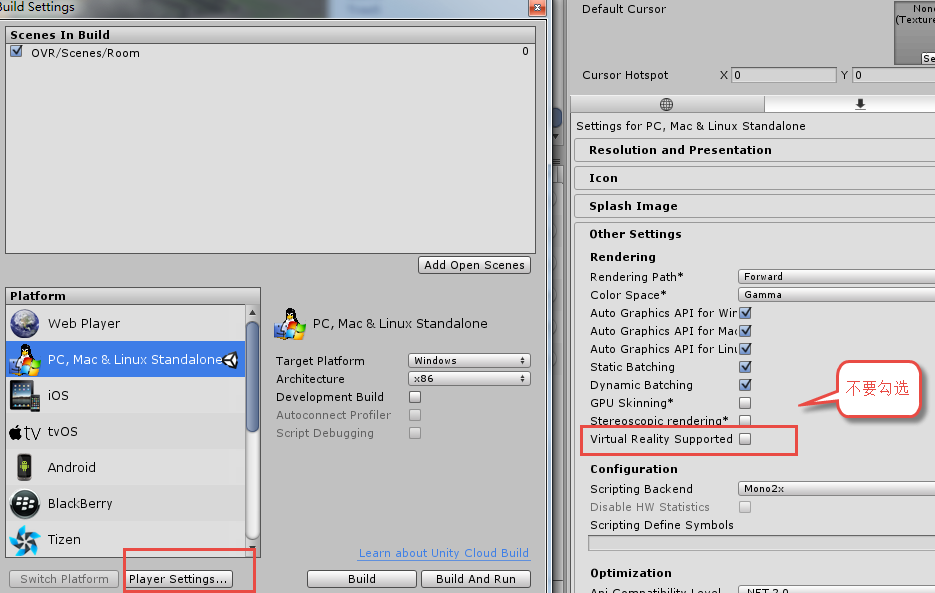 Build Settings
Scenes In Build
OVR/Scenes/Room 0
Add Open Scenes
Platform
Web Player
PC, Mac & Linux Standalone
iOS
tvOS
Android
BlackBerry
Tizen
PC, Mac & Linux Standalone
Target Platform Windows
Architecture x86
Development Build
Autoconnect Profiler
Script Debugging
Learn about Unity Cloud Build
Switch Platform Player Settings... Build Build And Run
Default Cursor
None
(Texture
Se
Cursor Hotspot X 0 Y 0
Settings for PC, Mac & Linux Standalone
Resolution and Presentation
Icon
Splash Image
Other Settings
Rendering
Rendering Path* Forward
Color Space* Gamma
Auto Graphics API for Win
Auto Graphics API for Mac
Auto Graphics API for Linu
Static Batching
Dynamic Batching
GPU Skinning*
Stereoscopic rendering*
Virtual Reality Supported
不要勾选
Configuration
Scripting Backend Mono2x
Disable HW Statistics
Scripting Define Symbols
Optimization
Api Compatibility Level .NET 2.0